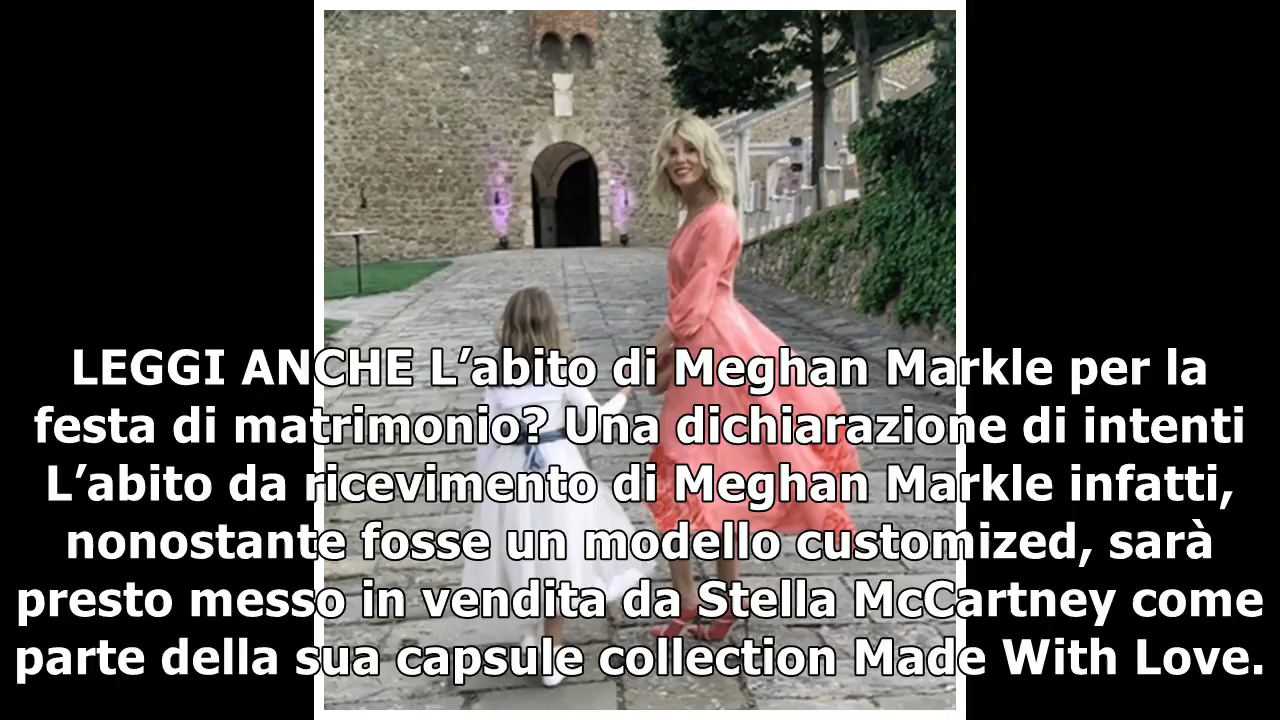 LEGGI ANCHE L’abito di Meghan Markle per la
festa di matrimonio? Una dichiarazione di intenti
L’abito da ricevimento di Meghan Markle infatti,
nonostante fosse un modello customized, sarà
presto messo in vendita da Stella McCartney come
parte della sua capsule collection Made With Love.